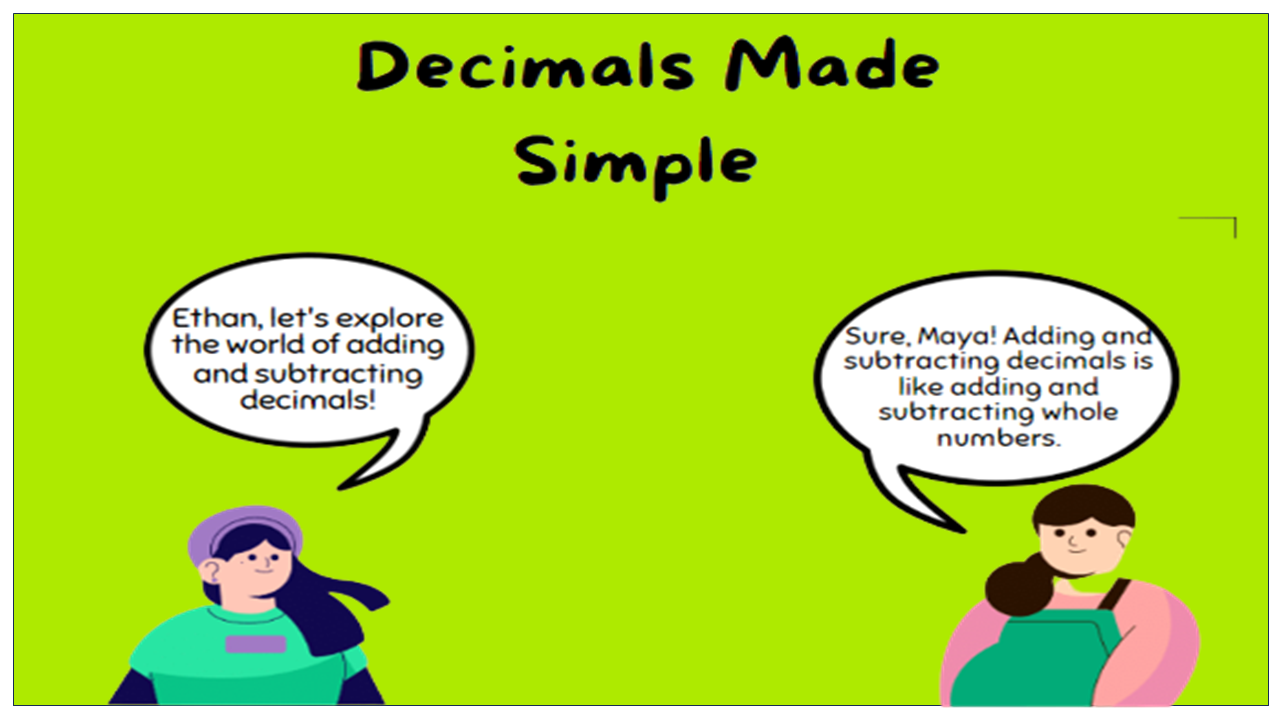 Decimals Made
Simple
Ethan, let's explore
the world of adding
and subtracting
decimals!
Sure, Maya! Adding and
subtracting decimals is
like adding and
subtracting whole
numbers.